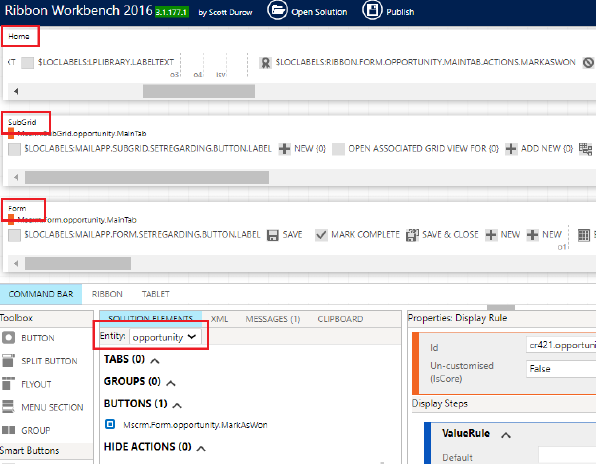 Ribbon Workbench 2016 3.1.177.1 by Scott Durow Open Solution Publish
Home
$LOCLABELS:LPLIBRARY.LABELTEXT $LOCLABELS:RIBBON.FORM.OPPORTUNITY.MAINTAB.ACTIONS.MARKASWON
o3 o4 isv
SubGrid
Mscrm.SubGrid.opportunity.MainTab
$LOCLABELS:MAILAPP.SUBGRID.SETREGARDING.BUTTON.LABEL NEW {0} OPEN ASSOCIATED GRID VIEW FOR {0} ADD NEW {0}
Form
Mscrm.Form.opportunity.MainTab
$LOCLABELS:MAILAPP.FORM.SETREGARDING.BUTTON.LABEL SAVE MARK COMPLETE SAVE & CLOSE NEW NEW
o1
COMMAND BAR RIBBON TABLET
Toolbox SOLUTION ELEMENTS XML MESSAGES (1) CLIPBOARD Properties: Display Rule
BUTTON Entity: opportunity Id cr421.opportuni
SPLIT BUTTON TABS (0) Un-customised (IsCore) False
FLYOUT GROUPS (0)
MENU SECTION BUTTONS (1) Display Steps
GROUP Mscrm.Form.opportunity.MarkAsWon ValueRule
Smart Buttons HIDE ACTIONS (0) Default